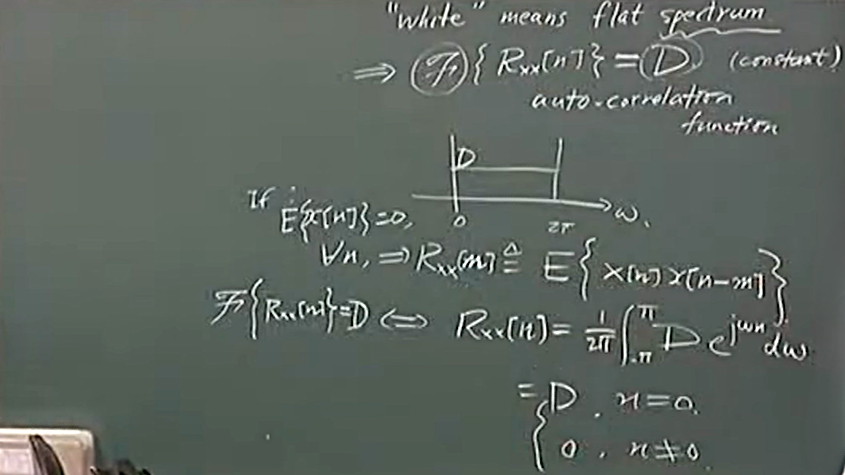 "White" means flat spectrum
⇒ ℱ{Rxx[n]} = D (constant)
auto-correlation
function
D
0 2π ω.
If E{x[n]}=0,
∀n, ⇒ Rxx[m] ≜ E{x[n]x[n-m]}
ℱ{Rxx[n]}=D ⇔ Rxx[n] = 1/2π ∫_{-π}^{π} D e^{jωn} dω
= { D, n=0.
0, n≠0